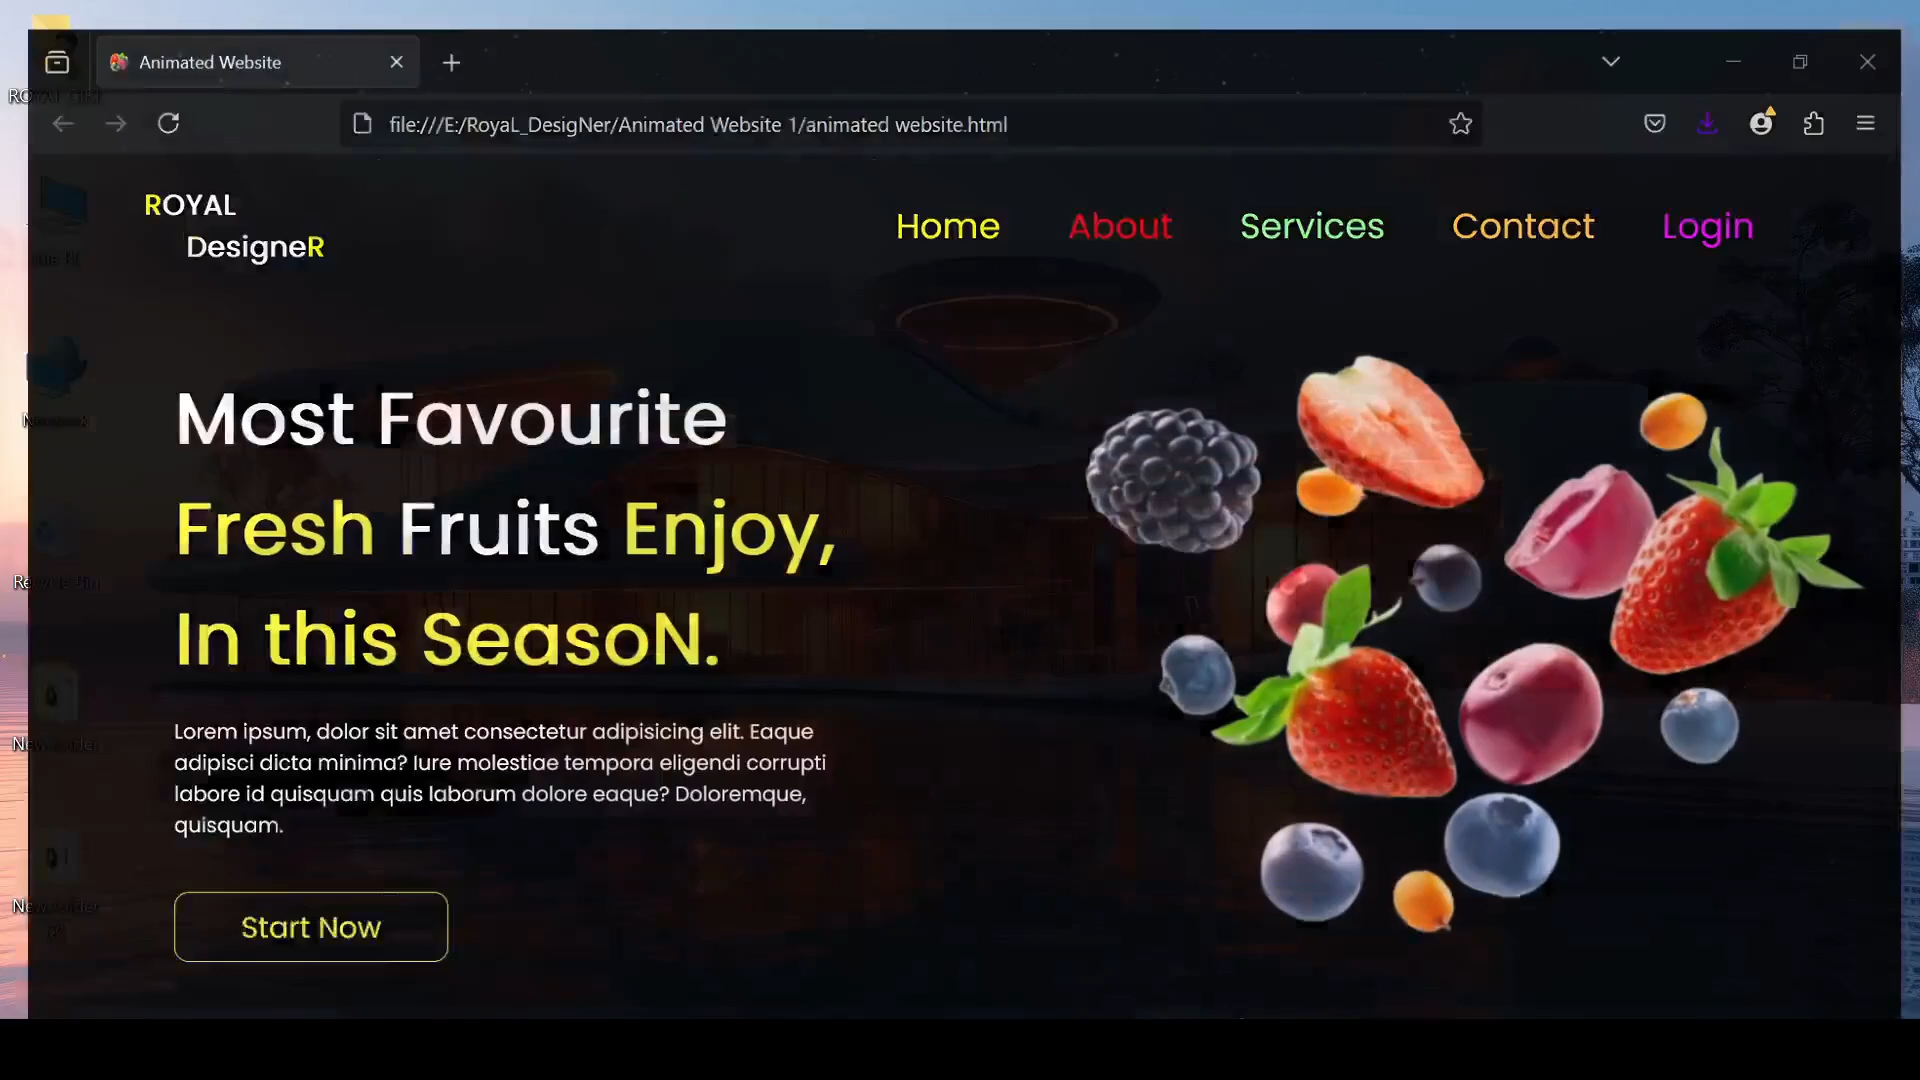 Animated Website
file:///E:/RoyaL_DesigNer/Animated Website 1/animated website.html
ROYAL
DesigneR
Home About Services Contact Login
Most Favourite
Fresh Fruits Enjoy,
In this SeasoN.
Lorem ipsum, dolor sit amet consectetur adipisicing elit. Eaque
adipisci dicta minima? Iure molestiae tempora eligendi corrupti
labore id quisquam quis laborum dolore eaque? Doloremque,
quisquam.
Start Now